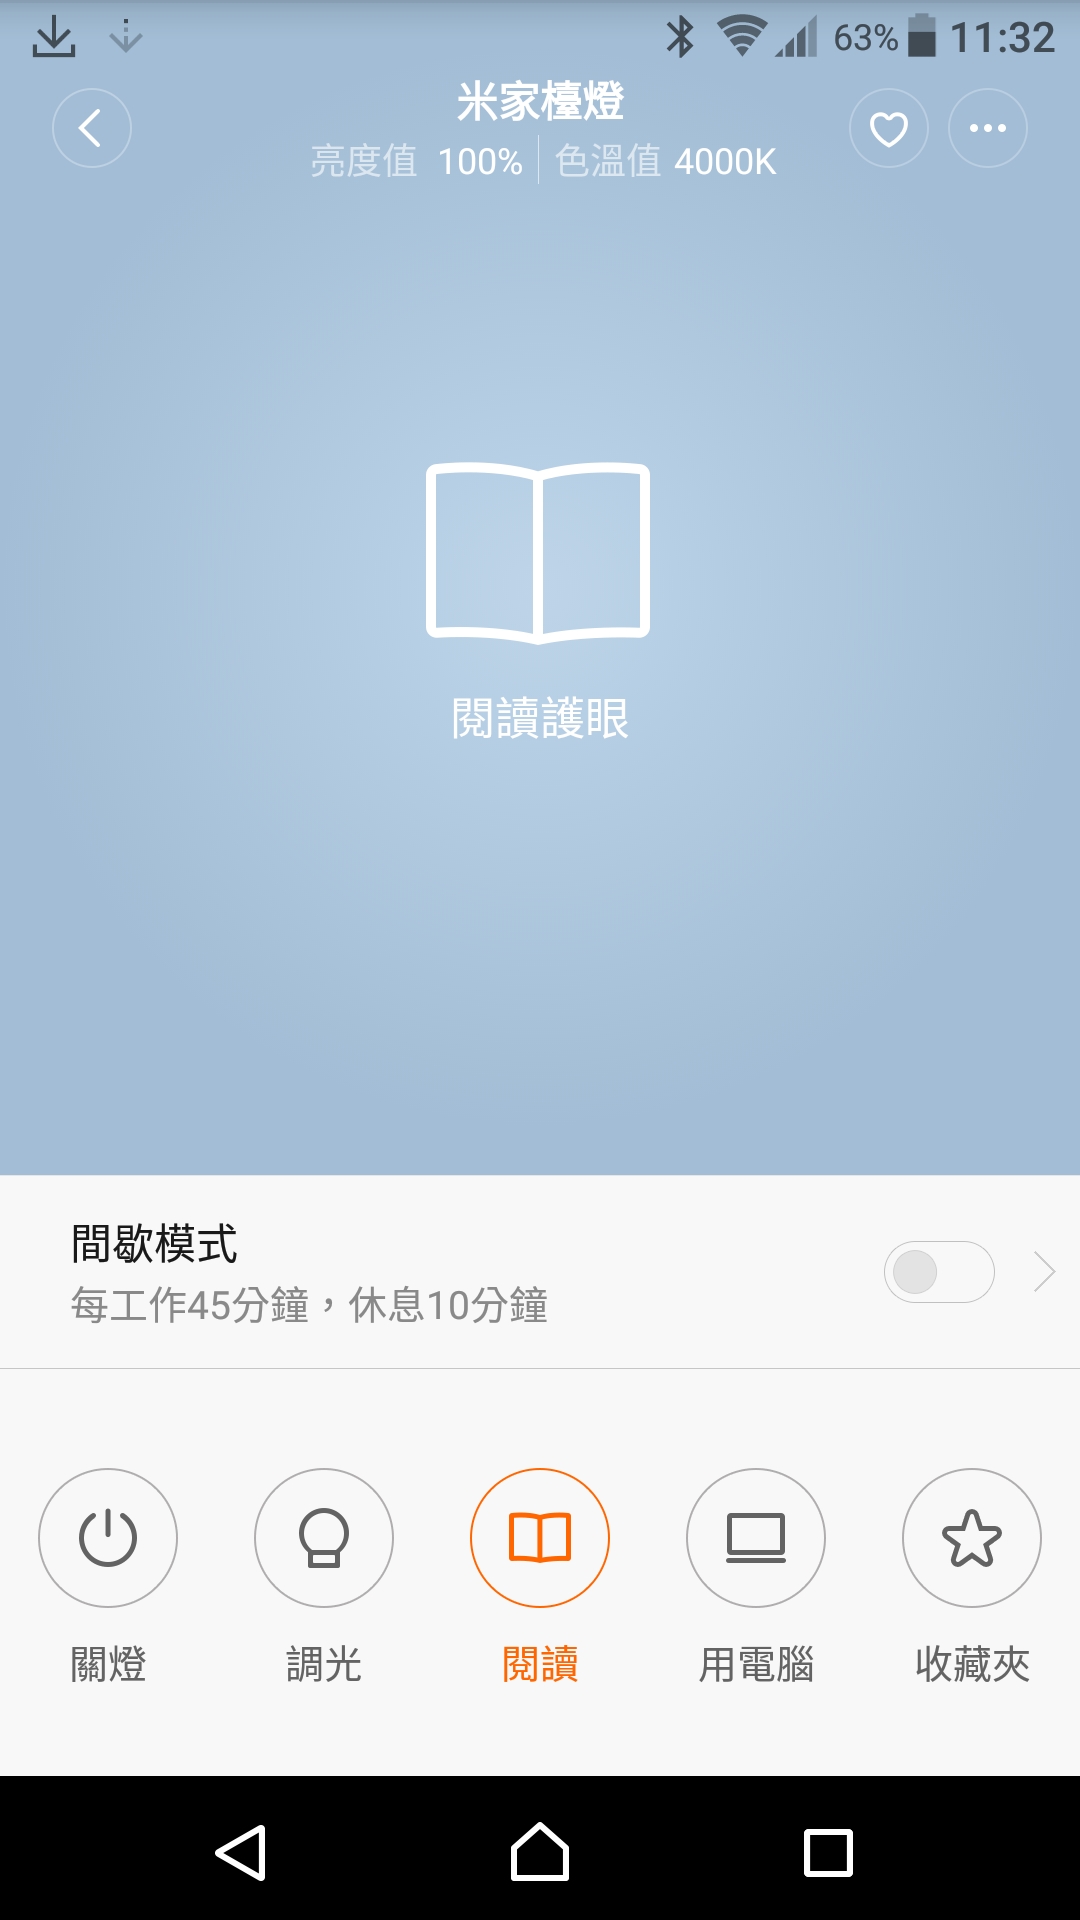 63% 11:32
米家檯燈
亮度值 100% 色溫值 4000K
閱讀護眼
間歇模式
每工作45分鐘，休息10分鐘
關燈 調光 閱讀 用電腦 收藏夾